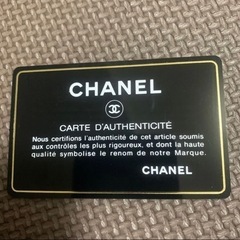 CHANEL
CARTE D'AUTHENTICITÉ
Nous certifions l'authenticité de cet article soumis
aux contrôles les plus rigoureux, et dont la haute
qualité symbolise le renom de notre Marque.
CHANEL